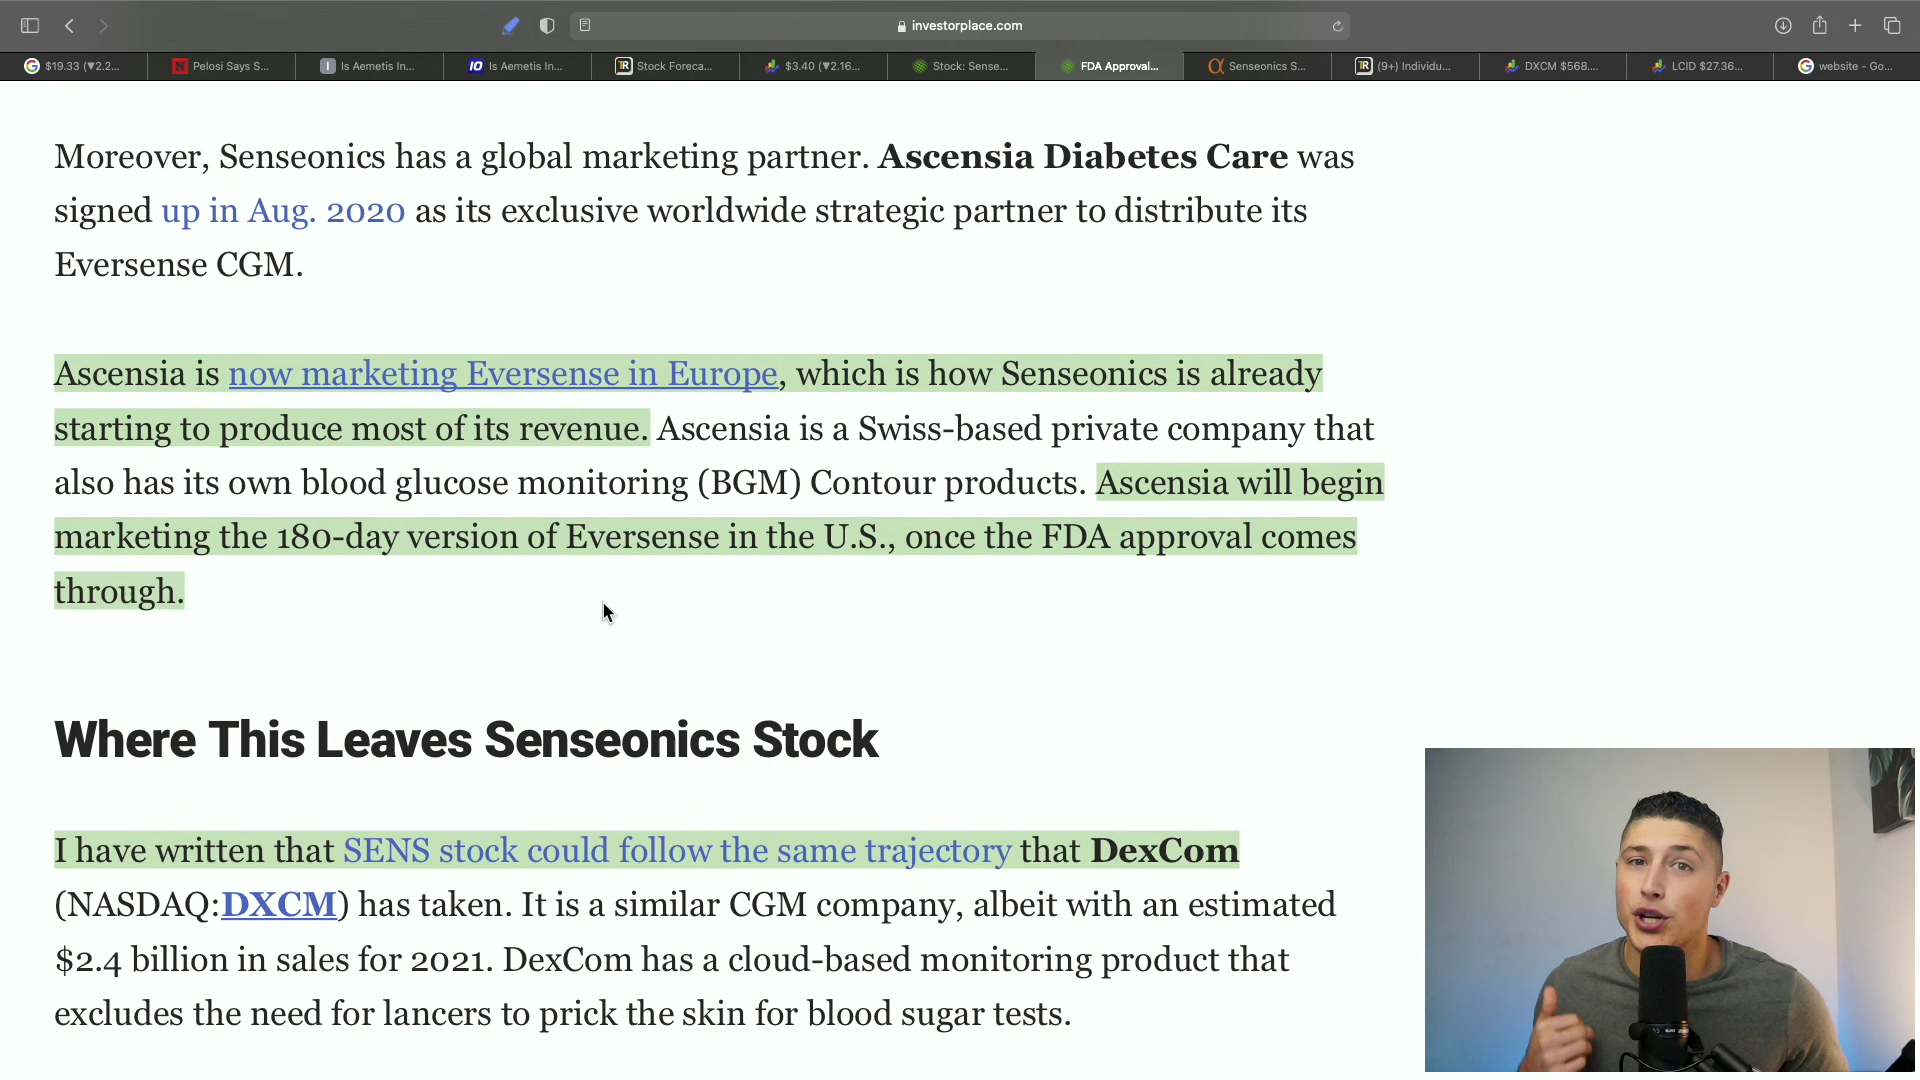 investorplace.com
$19.33 (▼2.2...
Pelosi Says S...
Is Aemetis In...
Is Aemetis In...
Stock Foreca...
$3.40 (▼2.16...
Stock: Sense...
FDA Approval...
Senseonics S...
(9+) Individu...
DXCM $568....
LCID $27.36...
website - Go...
Moreover, Senseonics has a global marketing partner. Ascensia Diabetes Care was
signed up in Aug. 2020 as its exclusive worldwide strategic partner to distribute its
Eversense CGM.
Ascensia is now marketing Eversense in Europe, which is how Senseonics is already
starting to produce most of its revenue. Ascensia is a Swiss-based private company that
also has its own blood glucose monitoring (BGM) Contour products. Ascensia will begin
marketing the 180-day version of Eversense in the U.S., once the FDA approval comes
through.
Where This Leaves Senseonics Stock
I have written that SENS stock could follow the same trajectory that DexCom
(NASDAQ:DXCM) has taken. It is a similar CGM company, albeit with an estimated
$2.4 billion in sales for 2021. DexCom has a cloud-based monitoring product that
excludes the need for lancers to prick the skin for blood sugar tests.